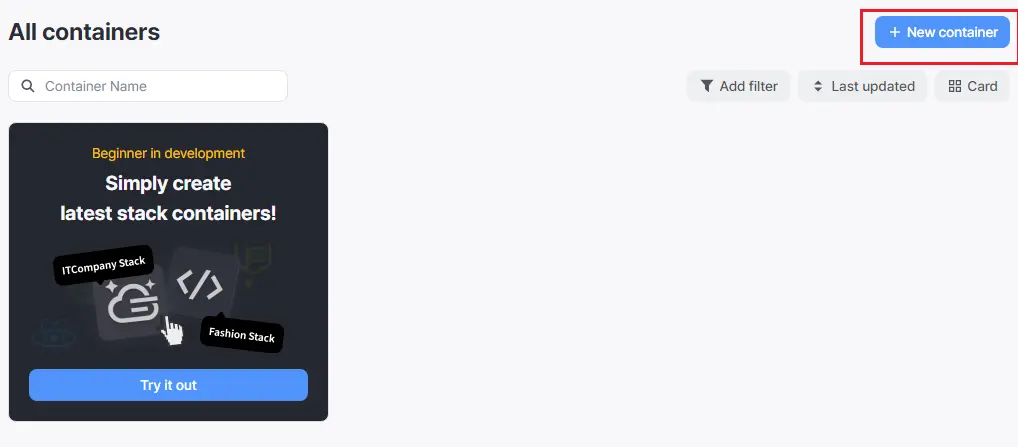 All containers
+ New container
Container Name
Add filter
Last updated
Card
Beginner in development
Simply create
latest stack containers!
ITCompany Stack
</>
Fashion Stack
Try it out